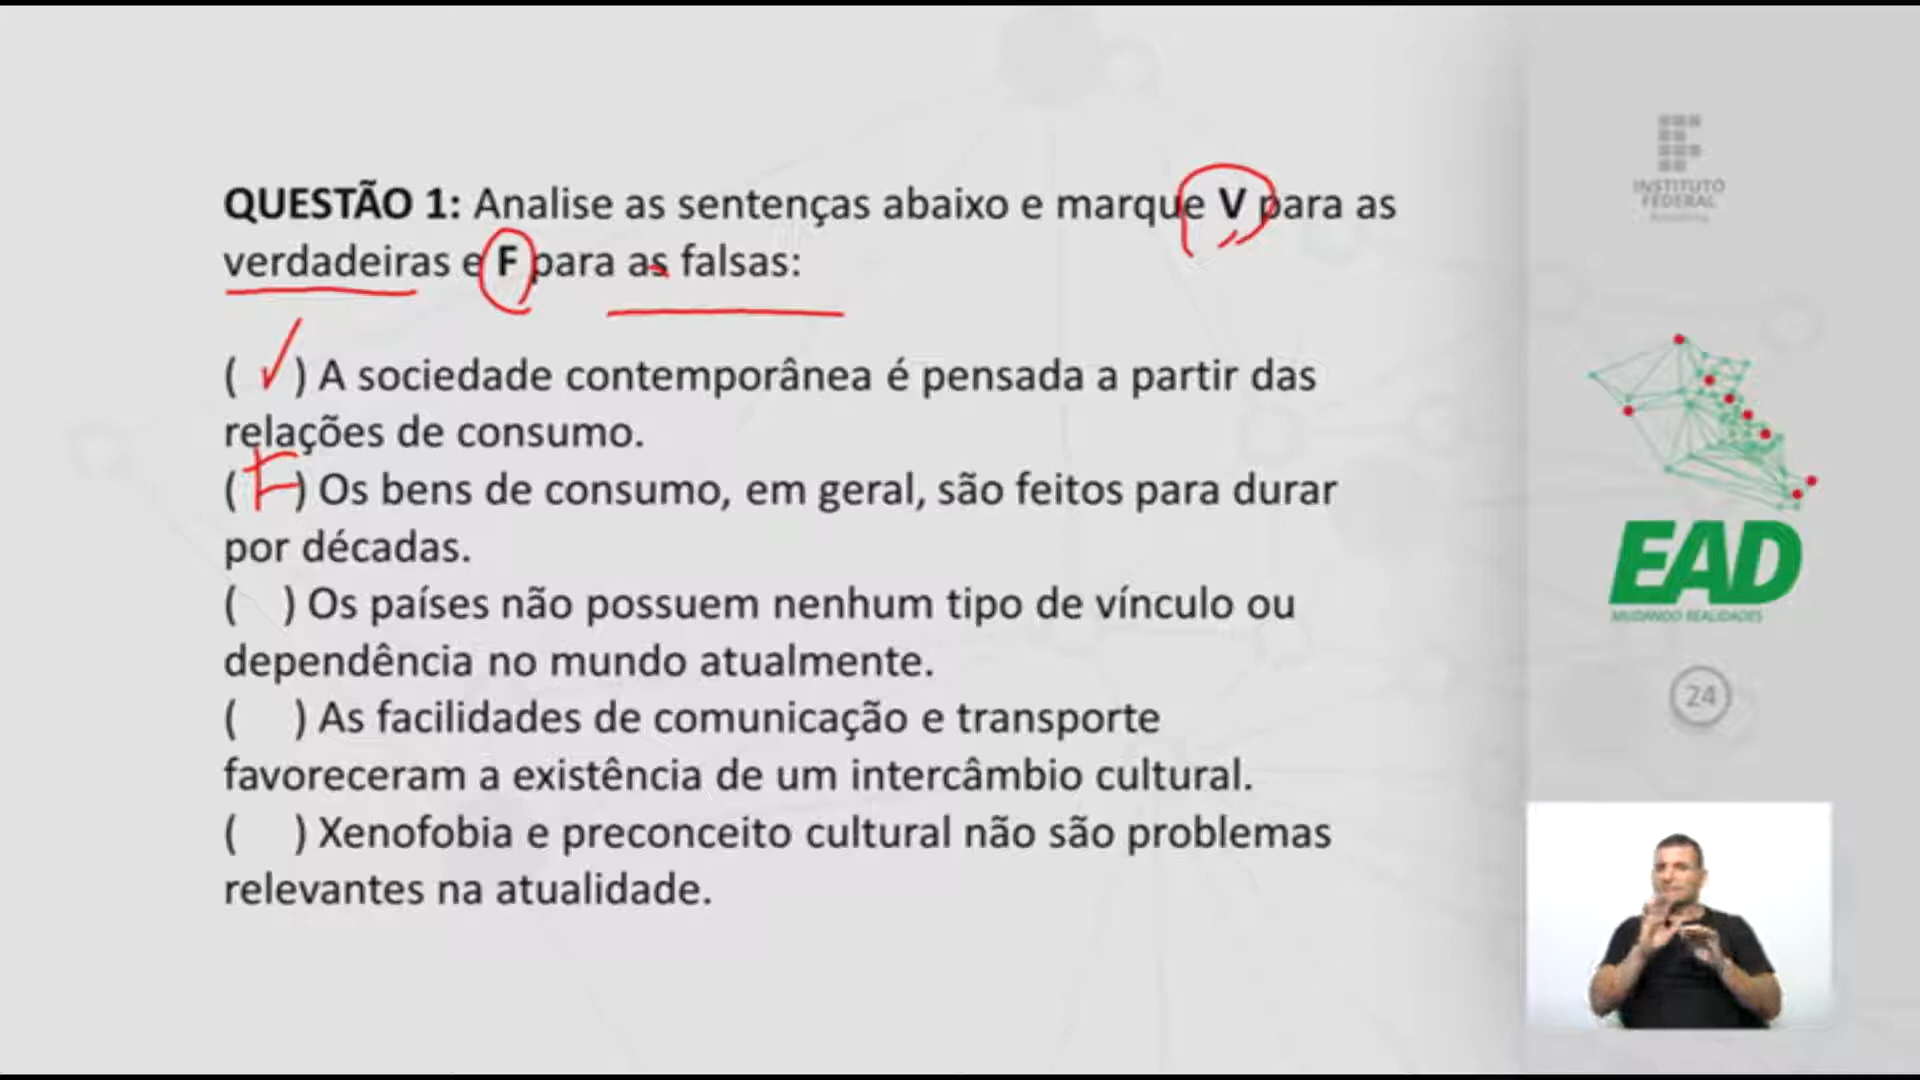 QUESTÃO 1: Analise as sentenças abaixo e marque V para as
verdadeiras e F para as falsas:
( V ) A sociedade contemporânea é pensada a partir das
relações de consumo.
( F ) Os bens de consumo, em geral, são feitos para durar
por décadas.
( ) Os países não possuem nenhum tipo de vínculo ou
dependência no mundo atualmente.
( ) As facilidades de comunicação e transporte
favoreceram a existência de um intercâmbio cultural.
( ) Xenofobia e preconceito cultural não são problemas
relevantes na atualidade.
INSTITUTO
FEDERAL
EAD
MUDANDO REALIDADES
24